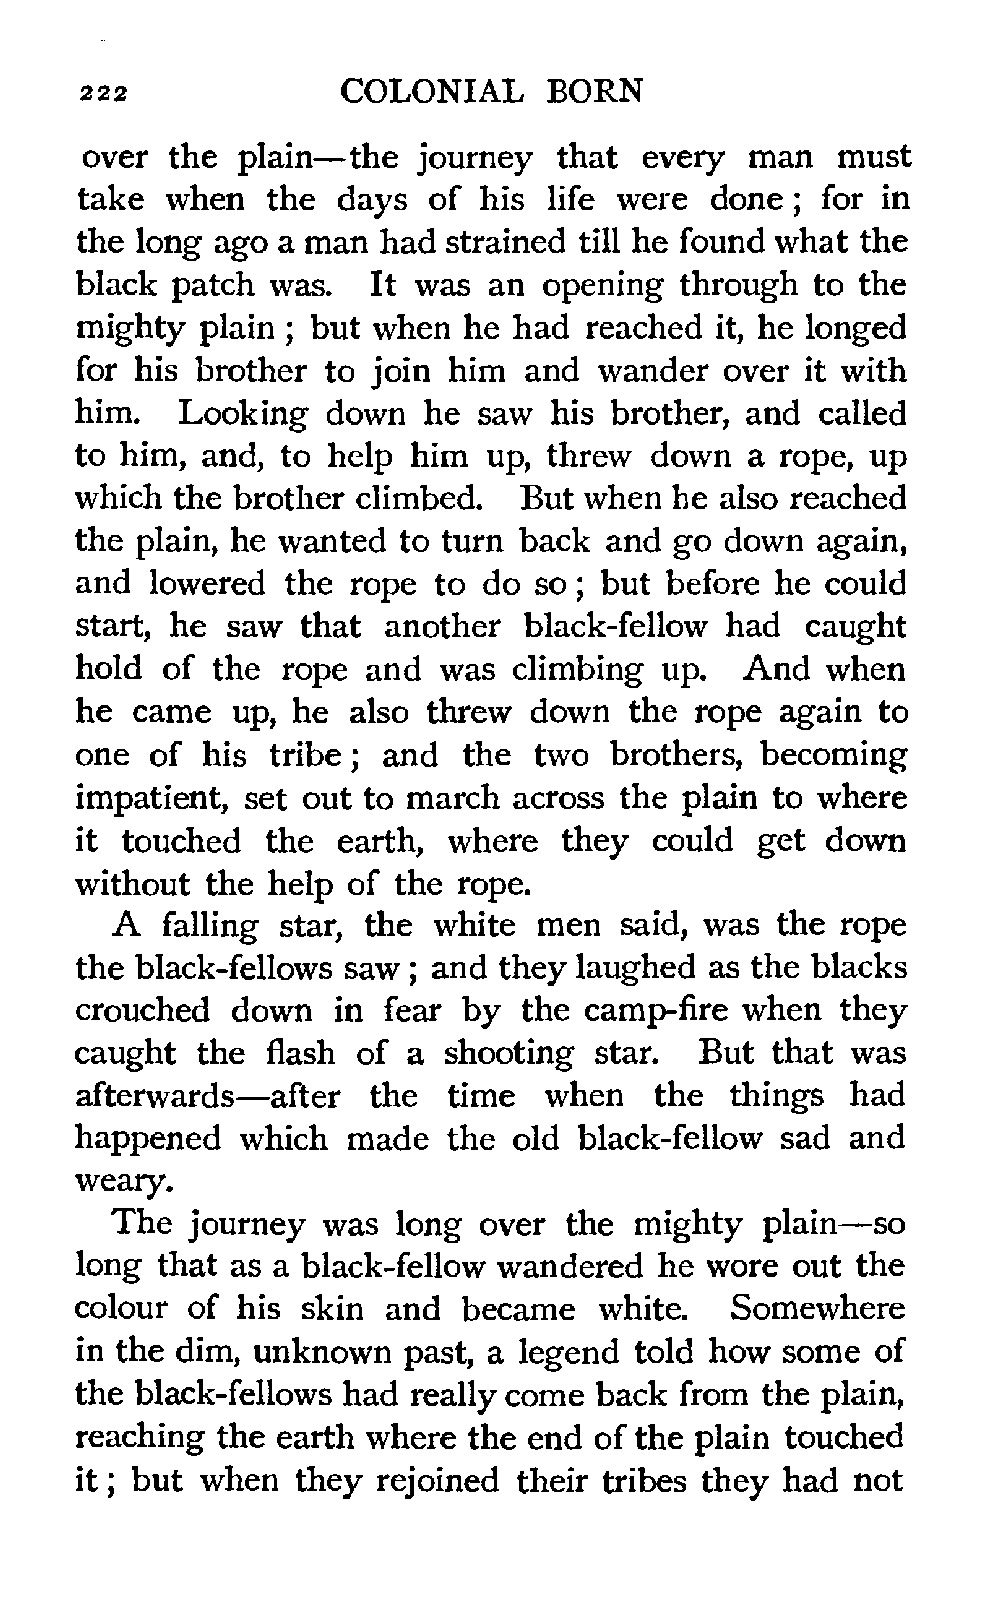 222 COLONIAL BORN
over the plain—the journey that every man must
take when the days of his life were done ; for in
the long ago a man had strained till he found what the
black patch was. It was an opening through to the
mighty plain ; but when he had reached it, he longed
for his brother to join him and wander over it with
him. Looking down he saw his brother, and called
to him, and, to help him up, threw down a rope, up
which the brother climbed. But when he also reached
the plain, he wanted to turn back and go down again,
and lowered the rope to do so ; but before he could
start, he saw that another black-fellow had caught
hold of the rope and was climbing up. And when
he came up, he also threw down the rope again to
one of his tribe ; and the two brothers, becoming
impatient, set out to march across the plain to where
it touched the earth, where they could get down
without the help of the rope.
A falling star, the white men said, was the rope
the black-fellows saw ; and they laughed as the blacks
crouched down in fear by the camp-fire when they
caught the flash of a shooting star. But that was
afterwards—after the time when the things had
happened which made the old black-fellow sad and
weary.
The journey was long over the mighty plain—so
long that as a black-fellow wandered he wore out the
colour of his skin and became white. Somewhere
in the dim, unknown past, a legend told how some of
the black-fellows had really come back from the plain,
reaching the earth where the end of the plain touched
it ; but when they rejoined their tribes they had not